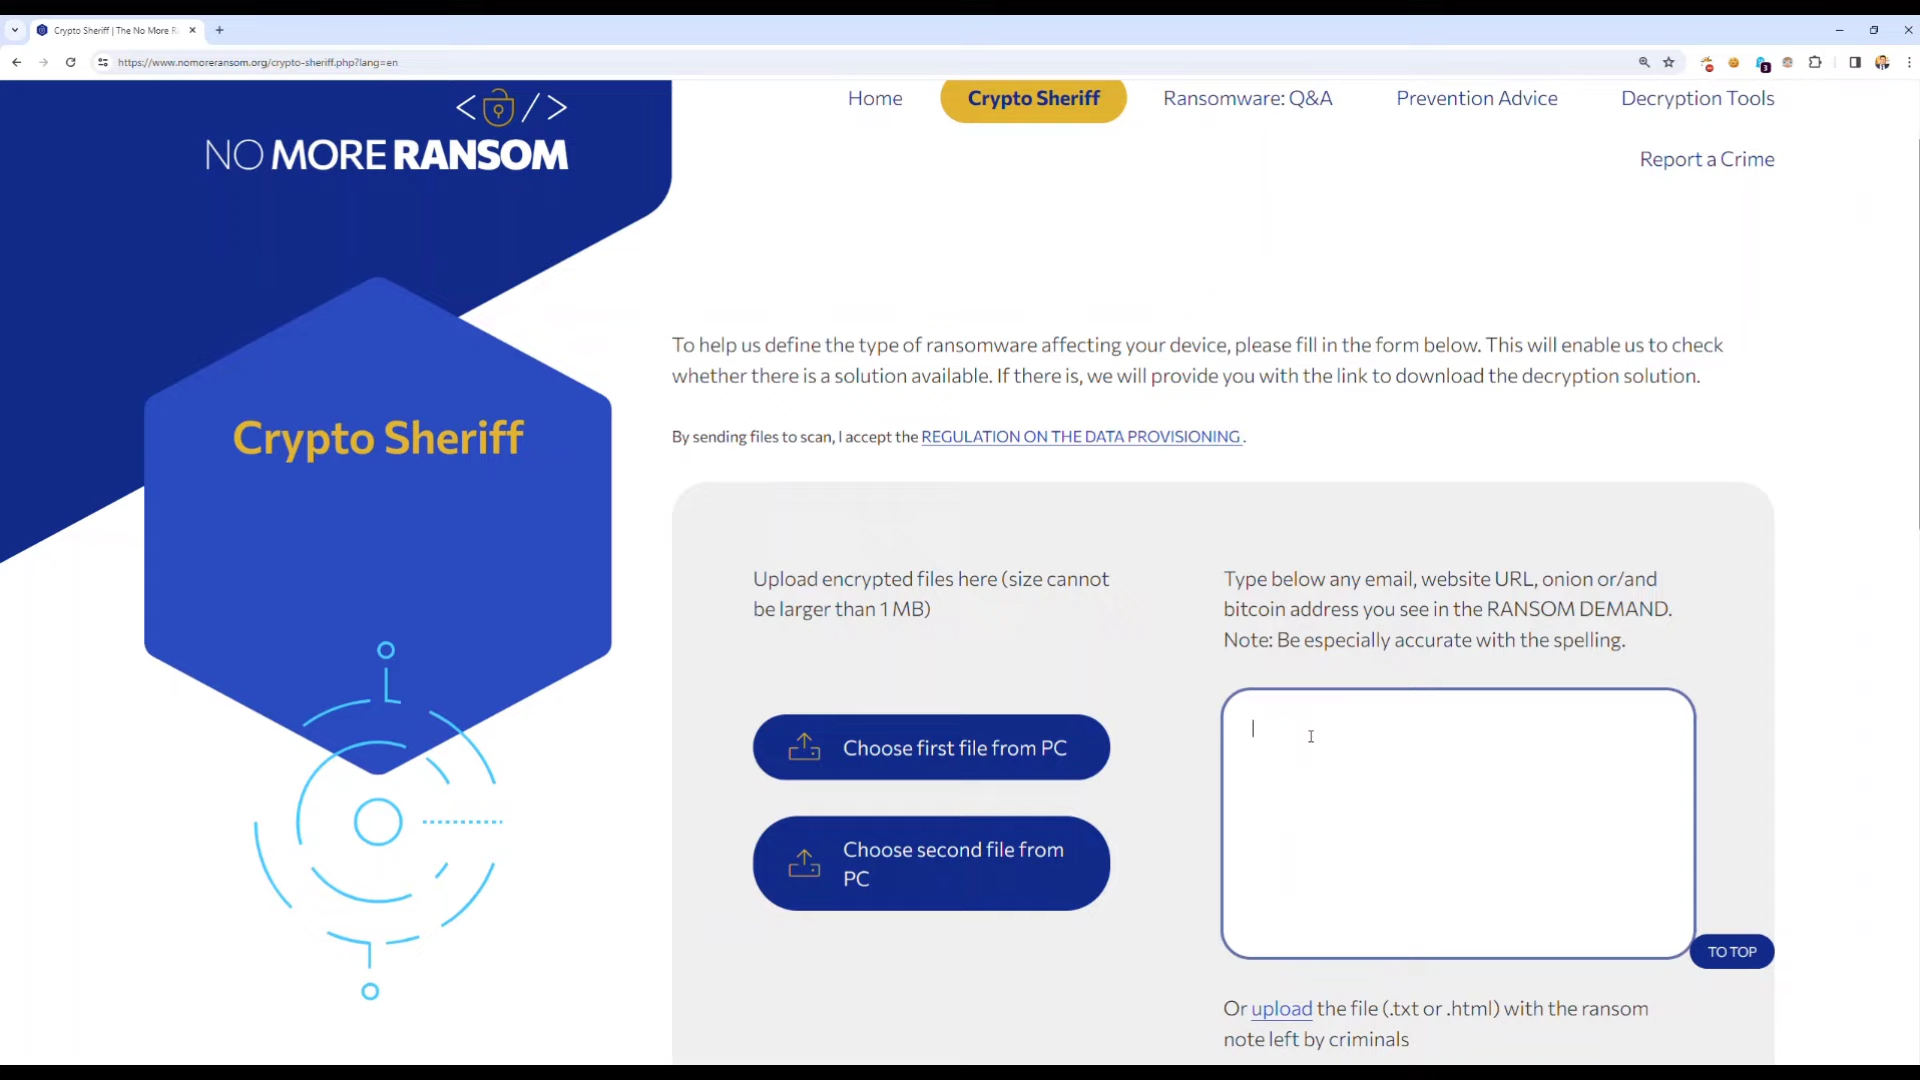 Crypto Sheriff | The No More R
https://www.nomoreransom.org/crypto-sheriff.php?lang=en
3
NO MORE RANSOM
Home
Crypto Sheriff
Ransomware: Q&A
Prevention Advice
Decryption Tools
Report a Crime
Crypto Sheriff
To help us define the type of ransomware affecting your device, please fill in the form below. This will enable us to check
whether there is a solution available. If there is, we will provide you with the link to download the decryption solution.
By sending files to scan, I accept the REGULATION ON THE DATA PROVISIONING .
Upload encrypted files here (size cannot
be larger than 1 MB)
Choose first file from PC
Choose second file from
PC
Type below any email, website URL, onion or/and
bitcoin address you see in the RANSOM DEMAND.
Note: Be especially accurate with the spelling.
TO TOP
Or upload the file (.txt or .html) with the ransom
note left by criminals